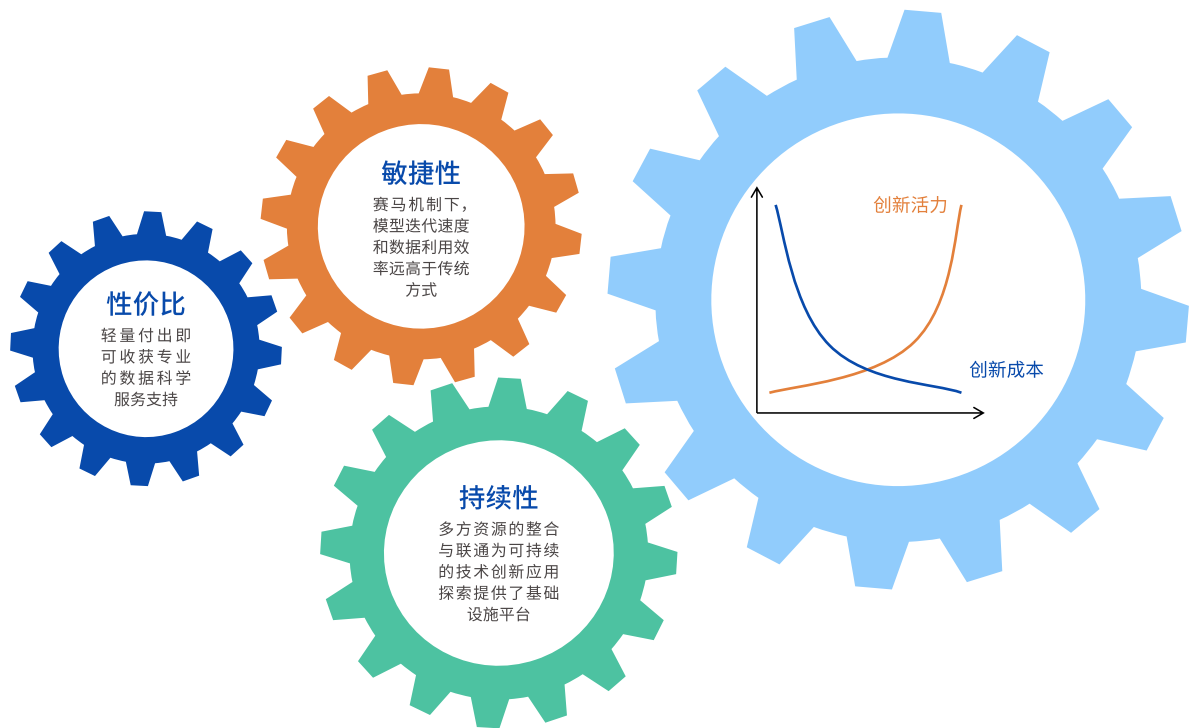 性价比
轻量付出即
可收获专业
的数据科学
服务支持
敏捷性
赛马机制下，
模型迭代速度
和数据利用效
率远高于传统
方式
持续性
多方资源的整合
与联通为可持续
的技术创新应用
探索提供了基础
设施平台
创新活力
创新成本